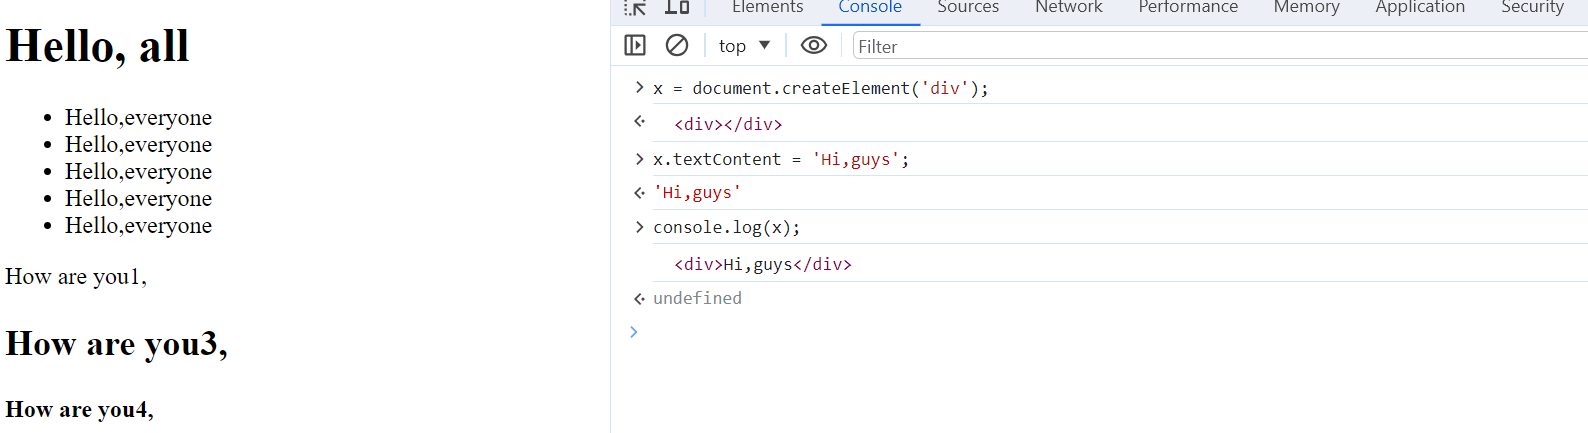 Hello, all
Hello,everyone
Hello,everyone
Hello,everyone
Hello,everyone
Hello,everyone
How are you1,
How are you3,
How are you4,
Elements Console Sources Network Performance Memory Application Security
top Filter
x = document.createElement('div');
<div></div>
x.textContent = 'Hi,guys';
'Hi,guys'
console.log(x);
<div>Hi,guys</div>
undefined